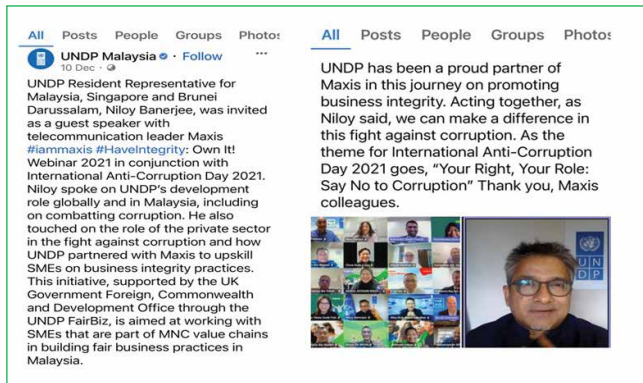 All Posts People Groups Photos
UNDP Malaysia · Follow ...
10 Dec ·
UNDP Resident Representative for
Malaysia, Singapore and Brunei
Darussalam, Niloy Banerjee, was invited
as a guest speaker with
telecommunication leader Maxis
#iammaxis #HaveIntegrity: Own It!
Webinar 2021 in conjunction with
International Anti-Corruption Day 2021.
Niloy spoke on UNDP's development
role globally and in Malaysia, including
on combatting corruption. He also
touched on the role of the private sector
in the fight against corruption and how
UNDP partnered with Maxis to upskill
SMEs on business integrity practices.
This initiative, supported by the UK
Government Foreign, Commonwealth
and Development Office through the
UNDP FairBiz, is aimed at working with
SMEs that are part of MNC value chains
in building fair business practices in
Malaysia.
All Posts People Groups Photos
UNDP has been a proud partner of
Maxis in this journey on promoting
business integrity. Acting together, as
Niloy said, we can make a difference in
this fight against corruption. As the
theme for International Anti-Corruption
Day 2021 goes, “Your Right, Your Role:
Say No to Corruption” Thank you, Maxis
colleagues.
U N
D P